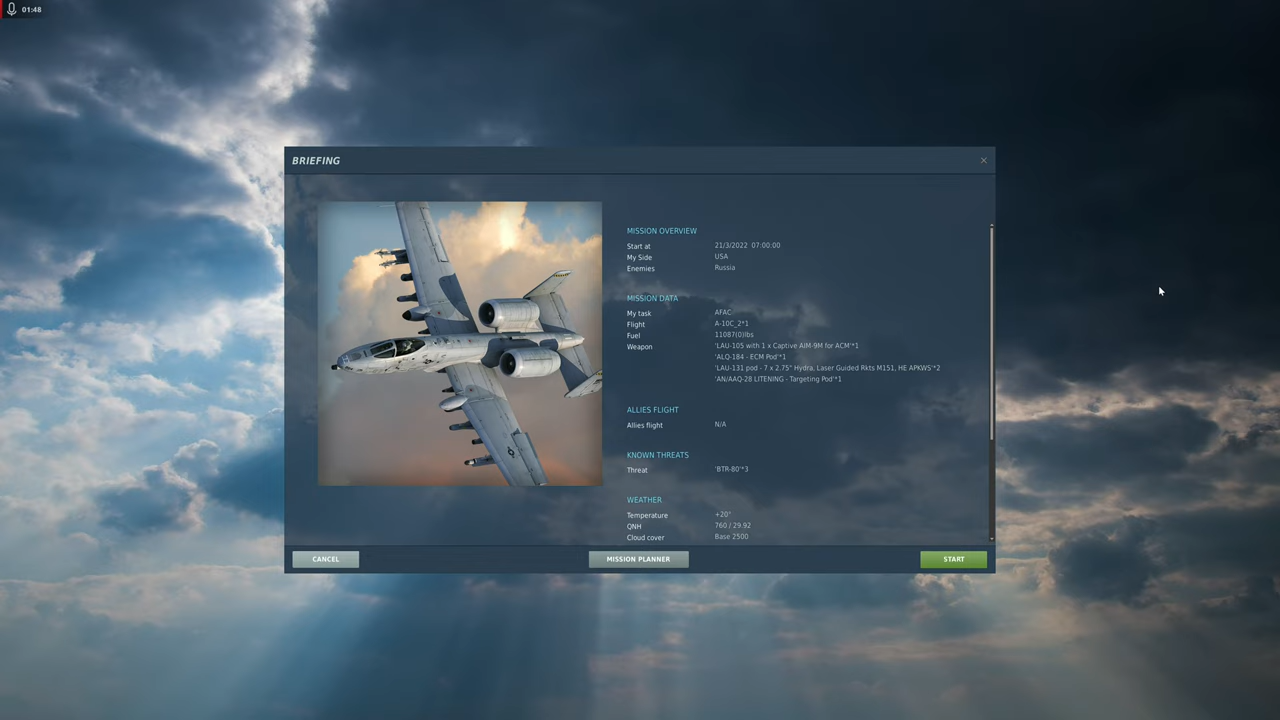 01:48
BRIEFING
MISSION OVERVIEW
Start at 21/3/2022 07:00:00
My Side USA
Enemies Russia
MISSION DATA
My task AFAC
Flight A-10C_2*1
Fuel 11087(0)lbs
Weapon 'LAU-105 with 1 x Captive AIM-9M for ACM'*1
'ALQ-184 - ECM Pod'*1
'LAU-131 pod - 7 x 2.75" Hydra, Laser Guided Rkts M151, HE APKWS'*2
'AN/AAQ-28 LITENING - Targeting Pod'*1
ALLIES FLIGHT
Allies flight N/A
KNOWN THREATS
Threat 'BTR-80'*3
WEATHER
Temperature +20°
QNH 760 / 29.92
Cloud cover Base 2500
CANCEL
MISSION PLANNER
START